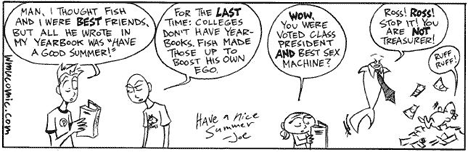 MAN, I THOUGHT FISH
AND I WERE BEST FRIENDS,
BUT ALL HE WROTE IN
MY YEARBOOK WAS "HAVE
A GOOD SUMMER!"
FOR THE LAST
TIME: COLLEGES
DON'T HAVE YEAR-
BOOKS. FISH MADE
THOSE UP TO
BOOST HIS OWN
EGO.
Have a nice
Summer
-Joe
WOW.
YOU WERE
VOTED CLASS
PRESIDENT
AND BEST SEX
MACHINE?
ROSS! ROSS!
STOP IT! YOU
ARE NOT
TREASURER!
RUFF
RUFF!